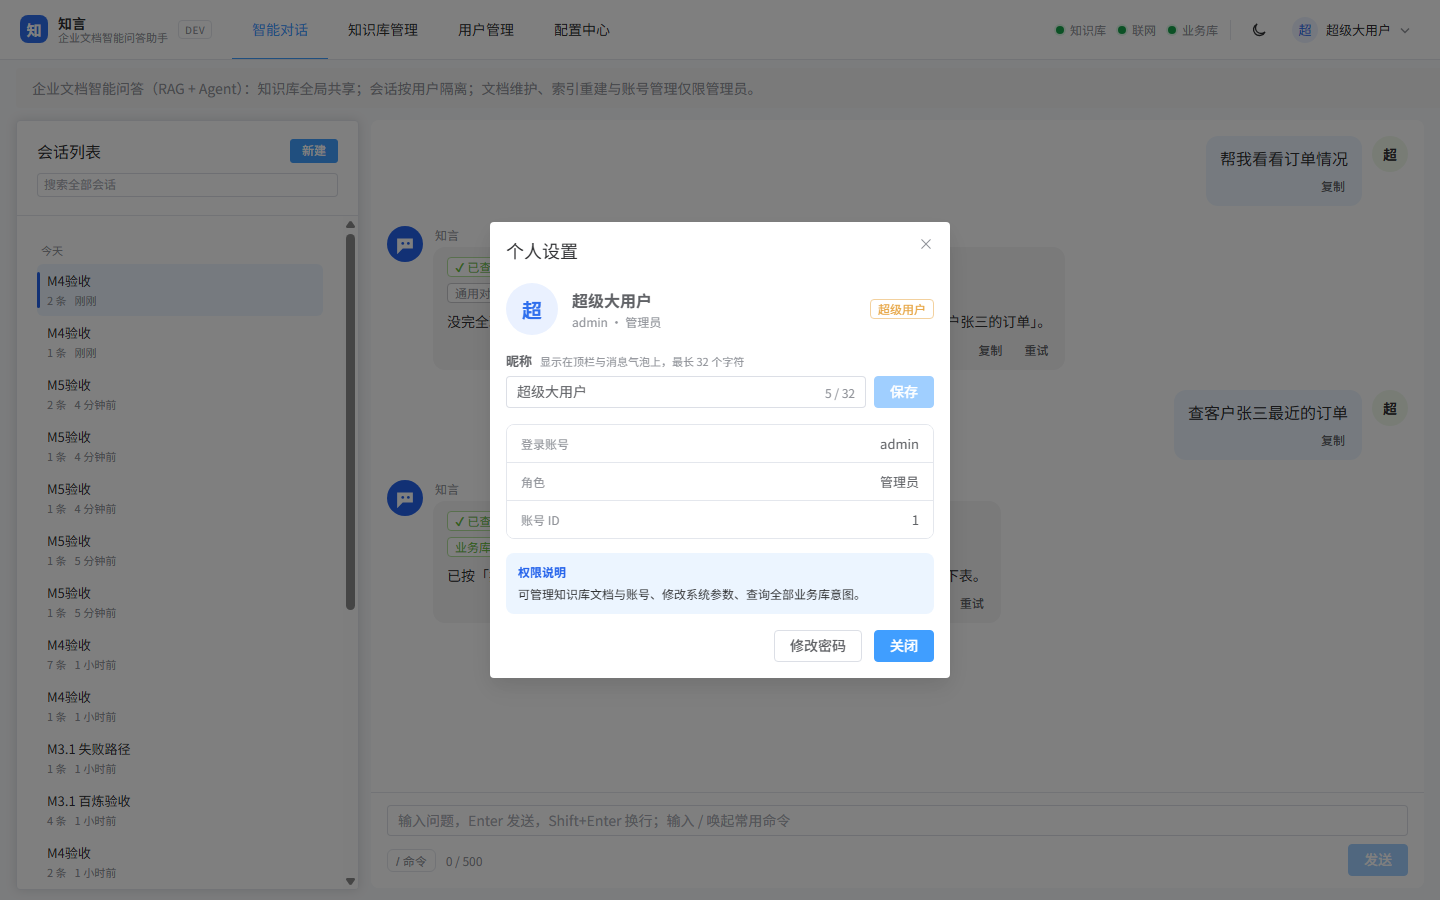 知
知言
企业文档智能问答助手
DEV
智能对话
知识库管理
用户管理
配置中心
知识库
联网
业务库
超
超级大用户
企业文档智能问答（RAG + Agent）：知识库全局共享；会话按用户隔离；文档维护、索引重建与账号管理仅限管理员。
会话列表
新建
搜索全部会话
今天
M4验收
2 条 刚刚
M4验收
1 条 刚刚
M5验收
2 条 4 分钟前
M5验收
1 条 4 分钟前
M5验收
1 条 4 分钟前
M5验收
1 条 5 分钟前
M5验收
1 条 5 分钟前
M4验收
7 条 1 小时前
M4验收
1 条 1 小时前
M3.1 失败路径
1 条 1 小时前
M3.1 百炼验收
4 条 1 小时前
M4验收
2 条 1 小时前
帮我看看订单情况
复制
超
知言
✓ 已查
通用对
没完全
户张三的订单」。
复制
重试
查客户张三最近的订单
复制
超
知言
✓ 已查
业务库
已按「
下表。
重试
个人设置
超
超级大用户
admin · 管理员
超级用户
昵称 显示在顶栏与消息气泡上，最长 32 个字符
超级大用户
5 / 32
保存
登录账号
admin
角色
管理员
账号 ID
1
权限说明
可管理知识库文档与账号、修改系统参数、查询全部业务库意图。
修改密码
关闭
输入问题，Enter 发送，Shift+Enter 换行；输入 / 唤起常用命令
/ 命令
0 / 500
发送